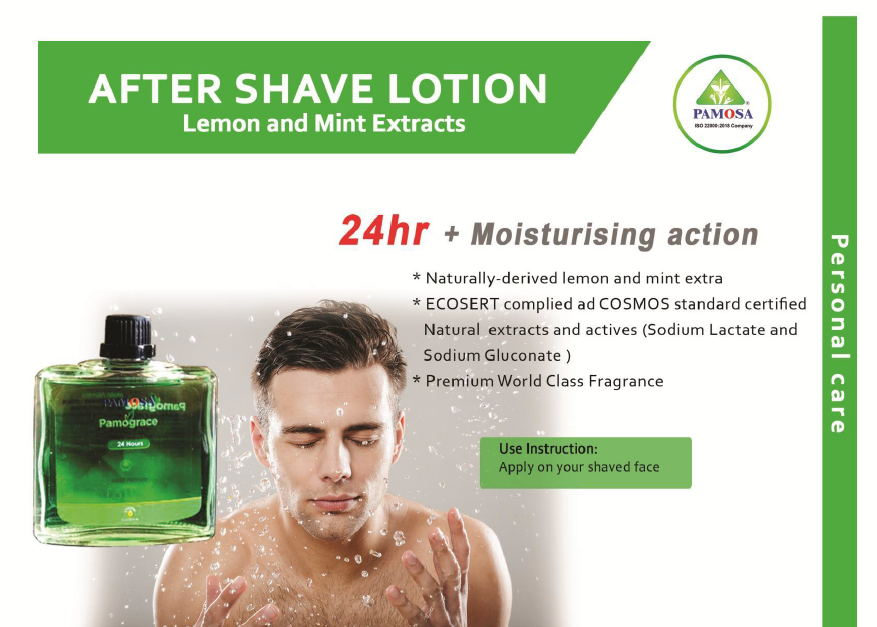 AFTER SHAVE LOTION
Lemon and Mint Extracts
PAMOSA
ISO 22000:2018 Company
24hr + Moisturising action
* Naturally-derived lemon and mint extra
* ECOSERT complied ad COSMOS standard certified
Natural extracts and actives (Sodium Lactate and
Sodium Gluconate )
* Premium World Class Fragrance
Use Instruction:
Apply on your shaved face
PAMOSA
Pamograce
24 Hours
Personal care